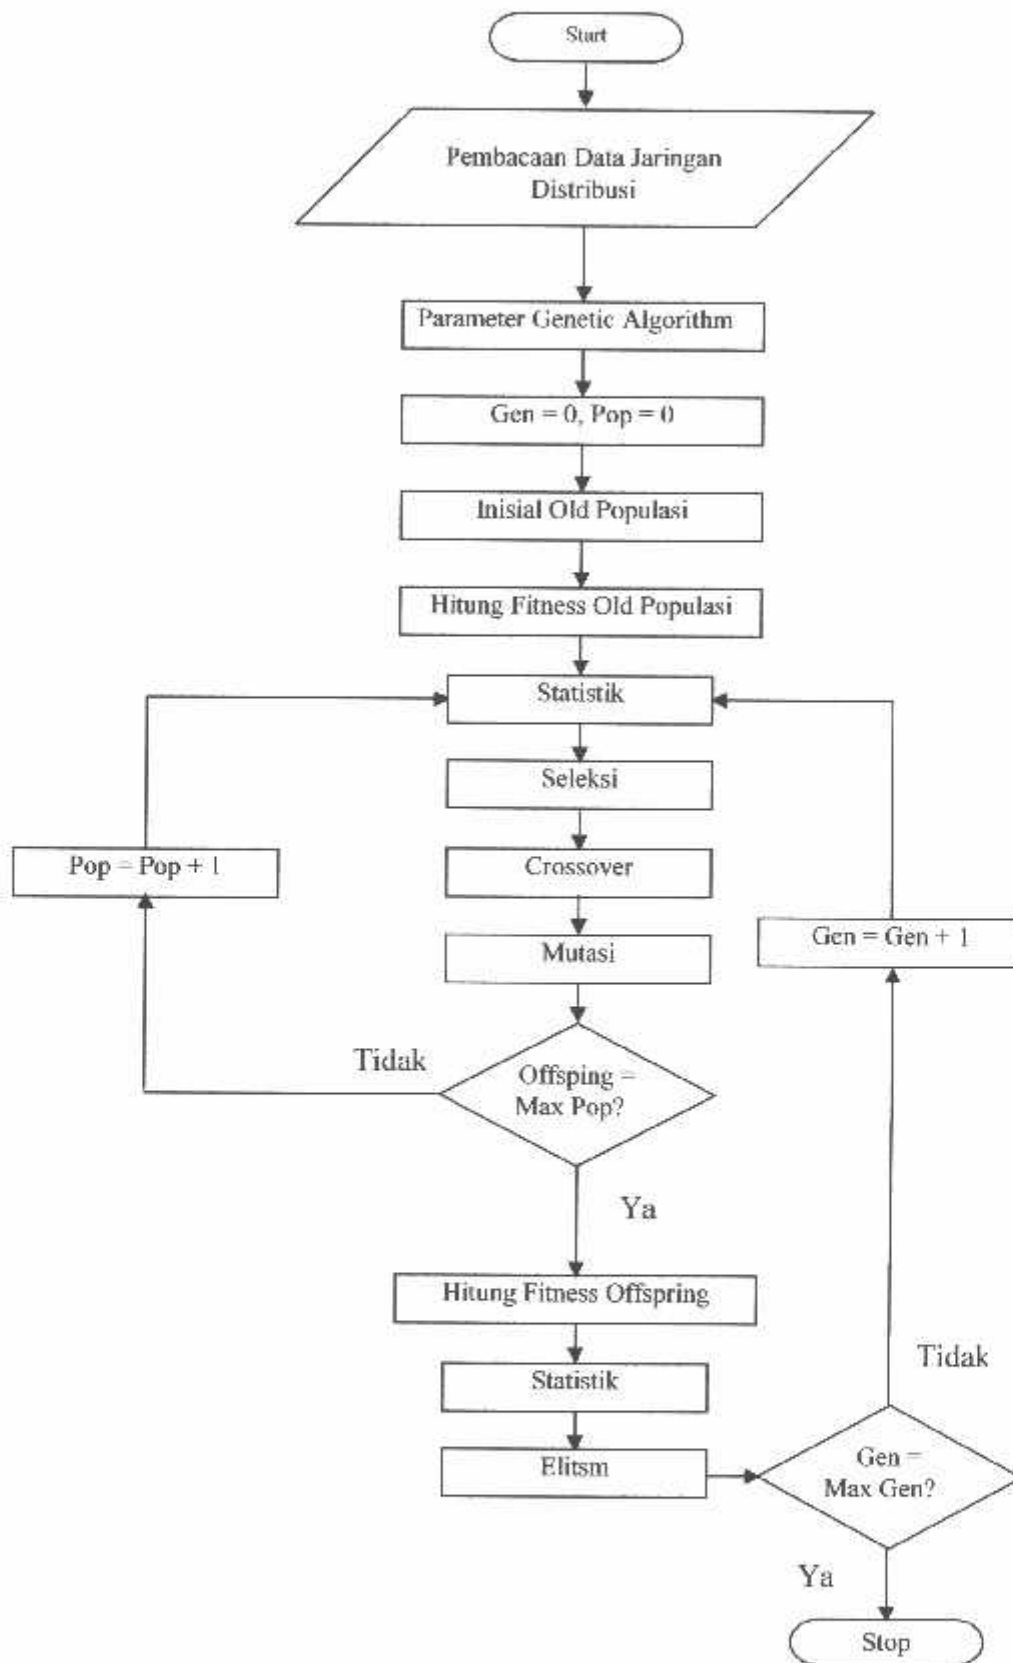 Start
Pembacaan Data Jaringan
Distribusi
Parameter Genetic Algorithm
Gen = 0, Pop = 0
Inisial Old Populasi
Hitung Fitness Old Populasi
Statistik
Seleksi
Pop = Pop + 1
Crossover
Gen = Gen + 1
Mutasi
Tidak
Offsping =
Max Pop?
Ya
Hitung Fitness Offspring
Tidak
Statistik
Elitsm
Gen =
Max Gen?
Ya
Stop